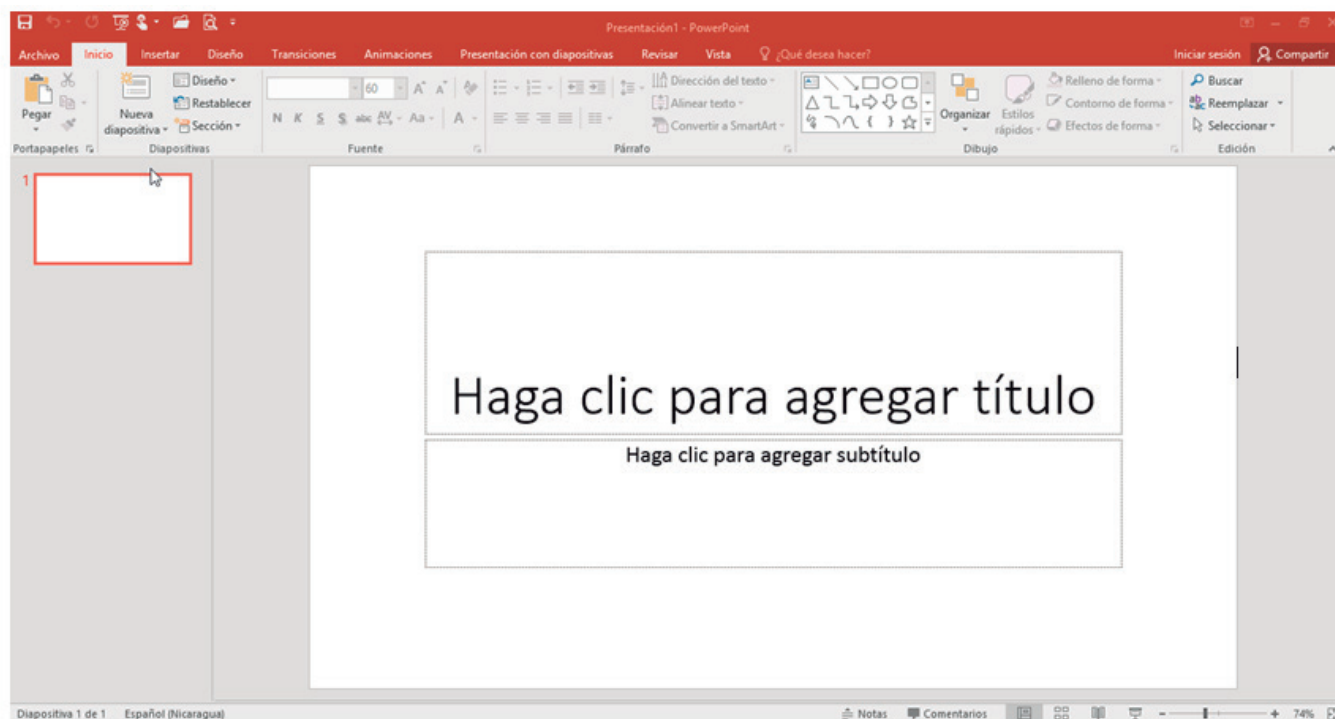 Presentación1 - PowerPoint
Archivo Inicio Insertar Diseño Transiciones Animaciones Presentación con diapositivas Revisar Vista ¿Qué desea hacer? Iniciar sesión Compartir
Pegar
Nueva diapositiva
Diseño
Restablecer
Sección
60
A A
N K S S abc AV Aa A
Dirección del texto
Alinear texto
Convertir a SmartArt
Organizar
Estilos rápidos
Relleno de forma
Contorno de forma
Efectos de forma
Buscar
Reemplazar
Seleccionar
Portapapeles Diapositivas Fuente Párrafo Dibujo Edición
1
Haga clic para agregar título
Haga clic para agregar subtítulo
Diapositiva 1 de 1 Español (Nicaragua) Notas Comentarios - + 74%